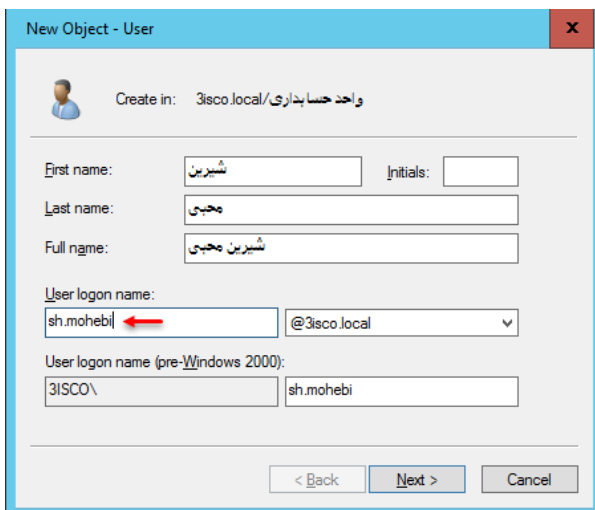 New Object - User
x
Create in: 3isco.local/واحد حسابداری
First name: شیرین Initials:
Last name: محبی
Full name: شیرین محبی
User logon name:
sh.mohebi @3isco.local
User logon name (pre-Windows 2000):
3ISCO\ sh.mohebi
< Back Next > Cancel